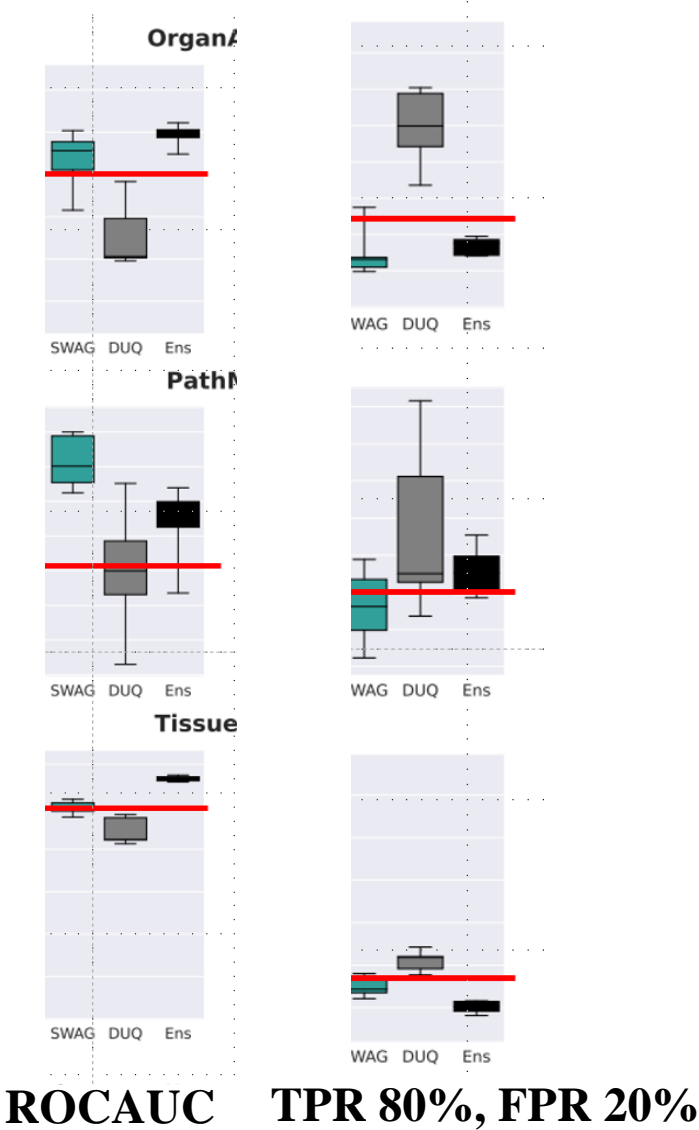 OrganA
SWAG DUQ Ens
WAG DUQ Ens
PathM
SWAG DUQ Ens
WAG DUQ Ens
Tissue
SWAG DUQ Ens
WAG DUQ Ens
ROCAUC TPR 80%, FPR 20%